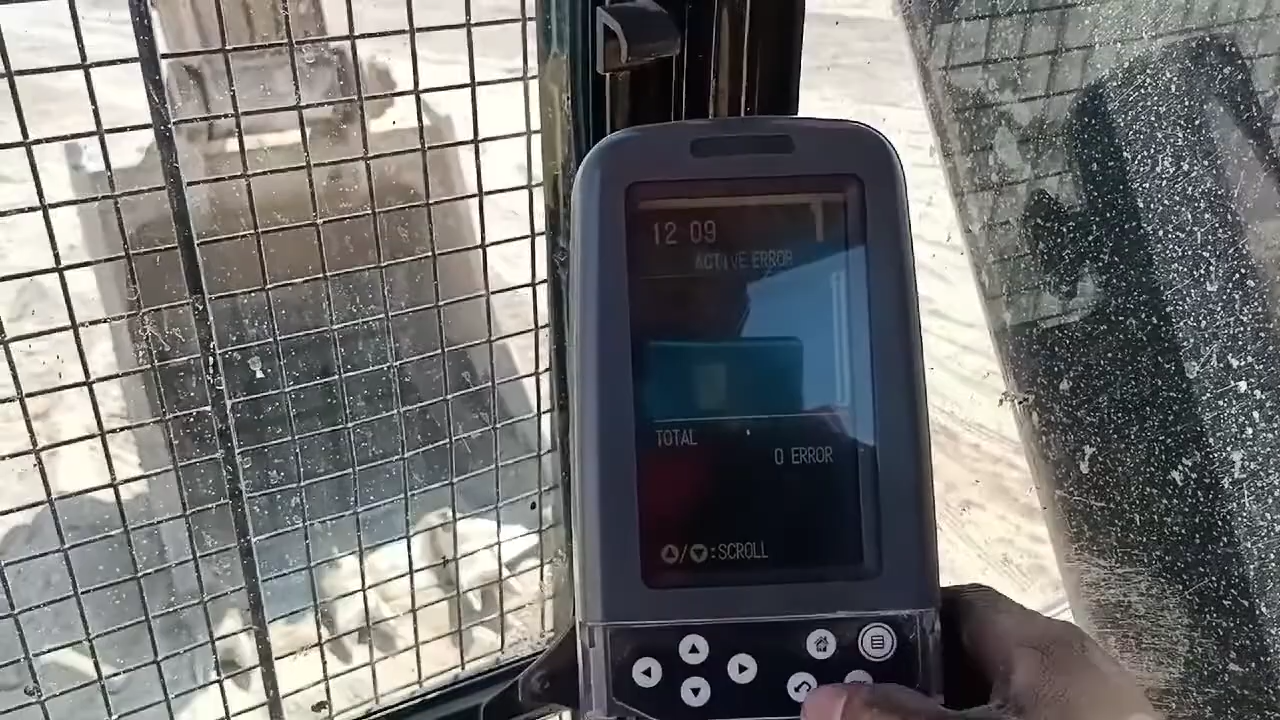 12 09
ACTIVE ERROR
TOTAL
0 ERROR
▲/▼:SCROLL